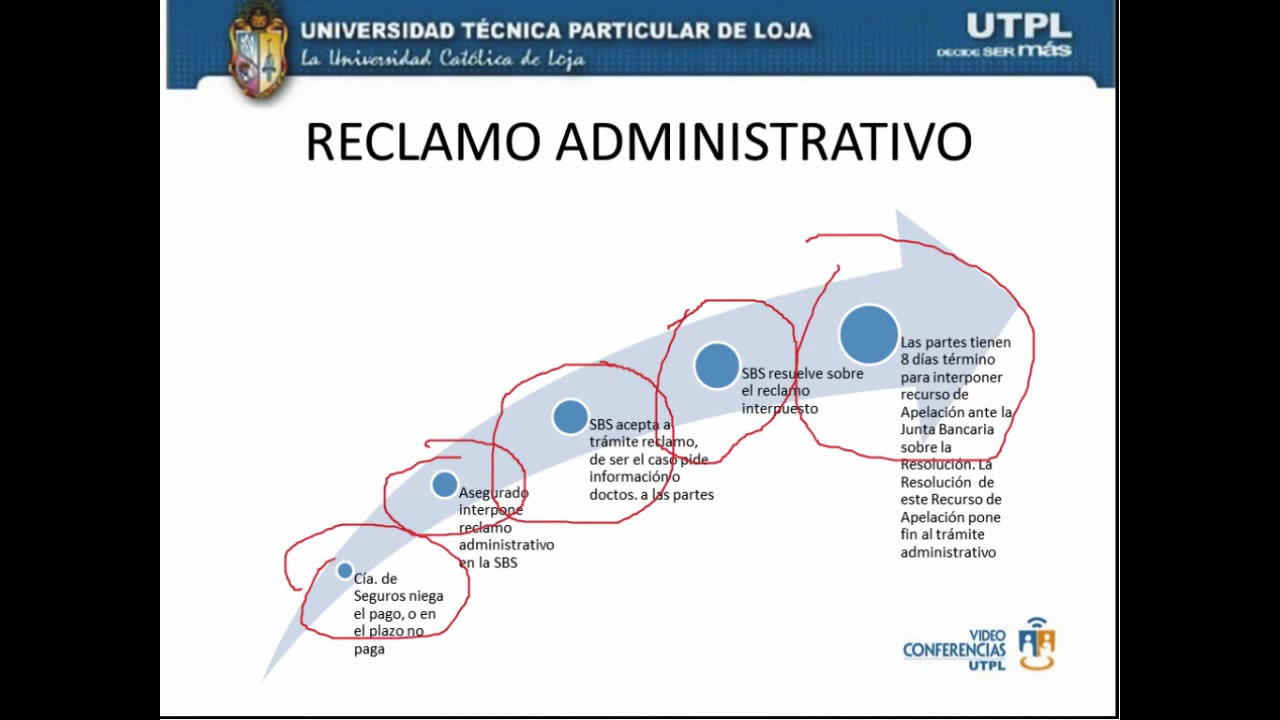 UNIVERSIDAD TÉCNICA PARTICULAR DE LOJA
La Universidad Católica de Loja
UTPL
DECIDE SER más
RECLAMO ADMINISTRATIVO
Cía. de
Seguros niega
el pago, o en
el plazo no
paga
Asegurado
interpone
reclamo
administrativo
en la SBS
SBS acepta a
trámite reclamo,
de ser el caso pide
información o
doctos. a las partes
SBS resuelve sobre
el reclamo
interpuesto
Las partes tienen
8 días término
para interponer
recurso de
Apelación ante la
Junta Bancaria
sobre la
Resolución. La
Resolución de
este Recurso de
Apelación pone
fin al trámite
administrativo
VIDEO
CONFERENCIAS
UTPL